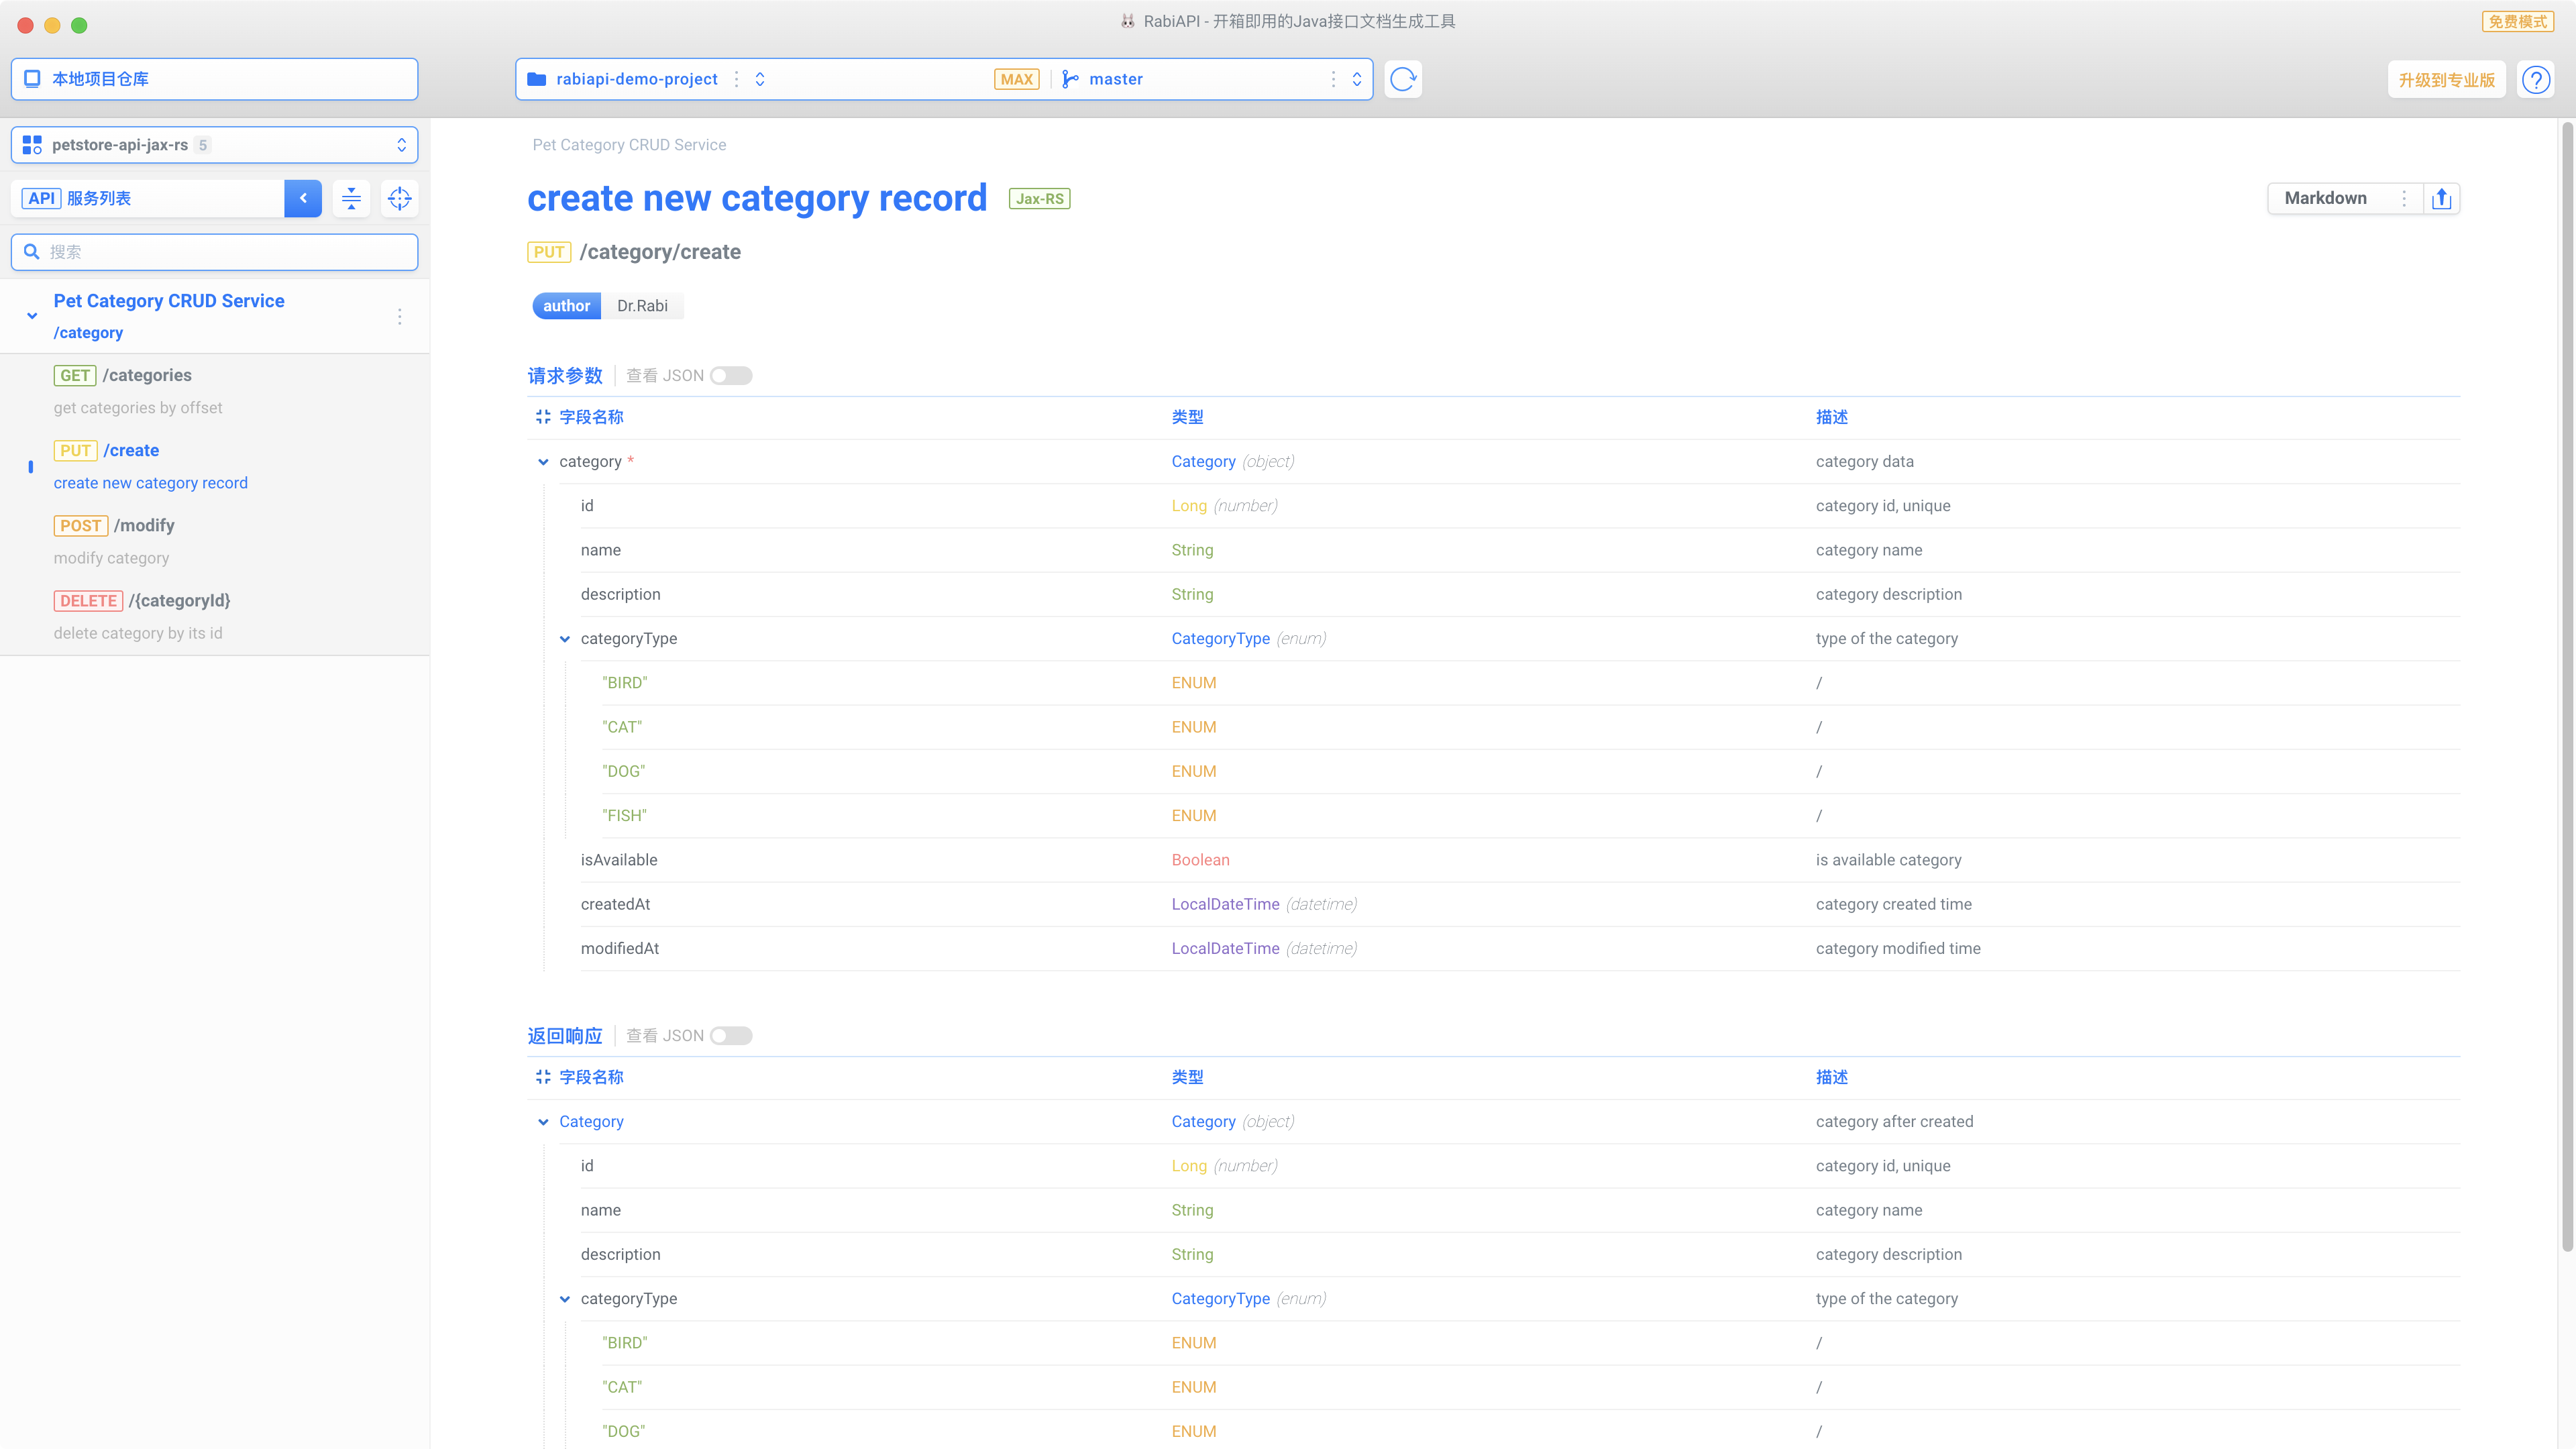 RabiAPI - 开箱即用的Java接口文档生成工具
免费模式
本地项目仓库
rabiapi-demo-project
MAX
master
升级到专业版
petstore-api-jax-rs 5
API 服务列表
搜索
Pet Category CRUD Service
/category
GET /categories
get categories by offset
PUT /create
create new category record
POST /modify
modify category
DELETE /{categoryId}
delete category by its id
Pet Category CRUD Service
create new category record Jax-RS
Markdown
PUT /category/create
author Dr.Rabi
请求参数 查看 JSON
字段名称 类型 描述
category * Category (object) category data
id Long (number) category id, unique
name String category name
description String category description
categoryType CategoryType (enum) type of the category
"BIRD" ENUM /
"CAT" ENUM /
"DOG" ENUM /
"FISH" ENUM /
isAvailable Boolean is available category
createdAt LocalDateTime (datetime) category created time
modifiedAt LocalDateTime (datetime) category modified time
返回响应 查看 JSON
字段名称 类型 描述
Category Category (object) category after created
id Long (number) category id, unique
name String category name
description String category description
categoryType CategoryType (enum) type of the category
"BIRD" ENUM /
"CAT" ENUM /
"DOG" ENUM /